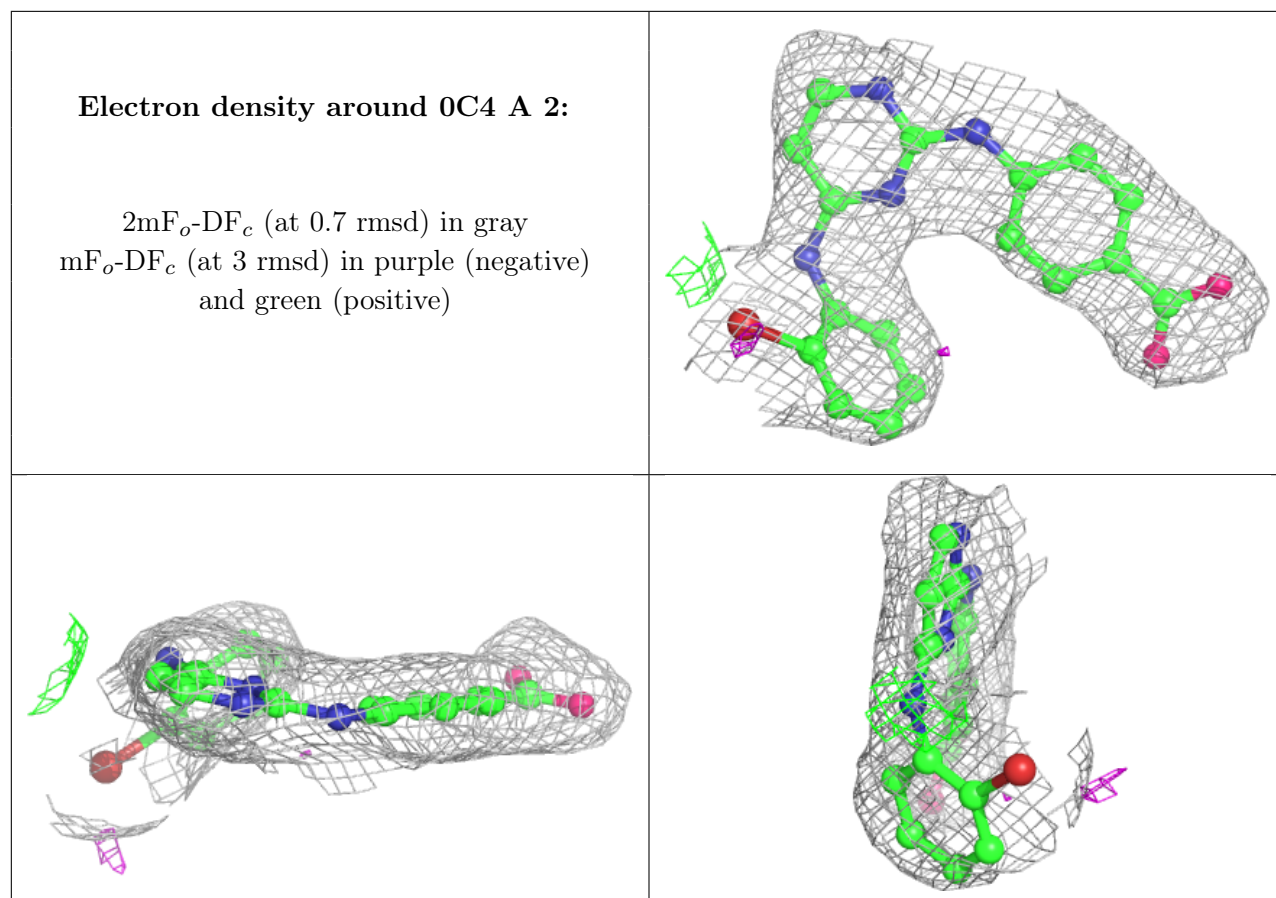 Electron density around 0C4 A 2:
2mFo-DFc (at 0.7 rmsd) in gray
mFo-DFc (at 3 rmsd) in purple (negative)
and green (positive)